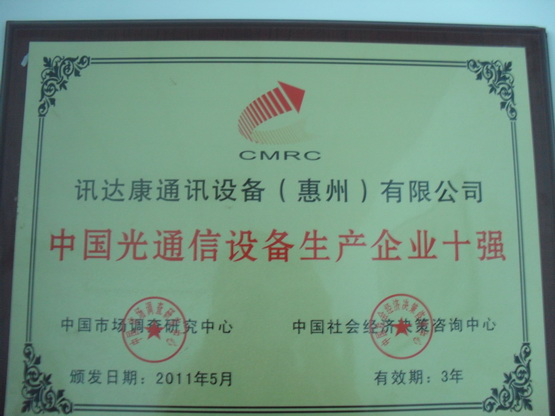 CMRC
讯达康通讯设备（惠州）有限公司
中国光通信设备生产企业十强
中国市场调查研究中心
中国社会经济决策咨询中心
颁发日期：2011年5月
有效期：3年